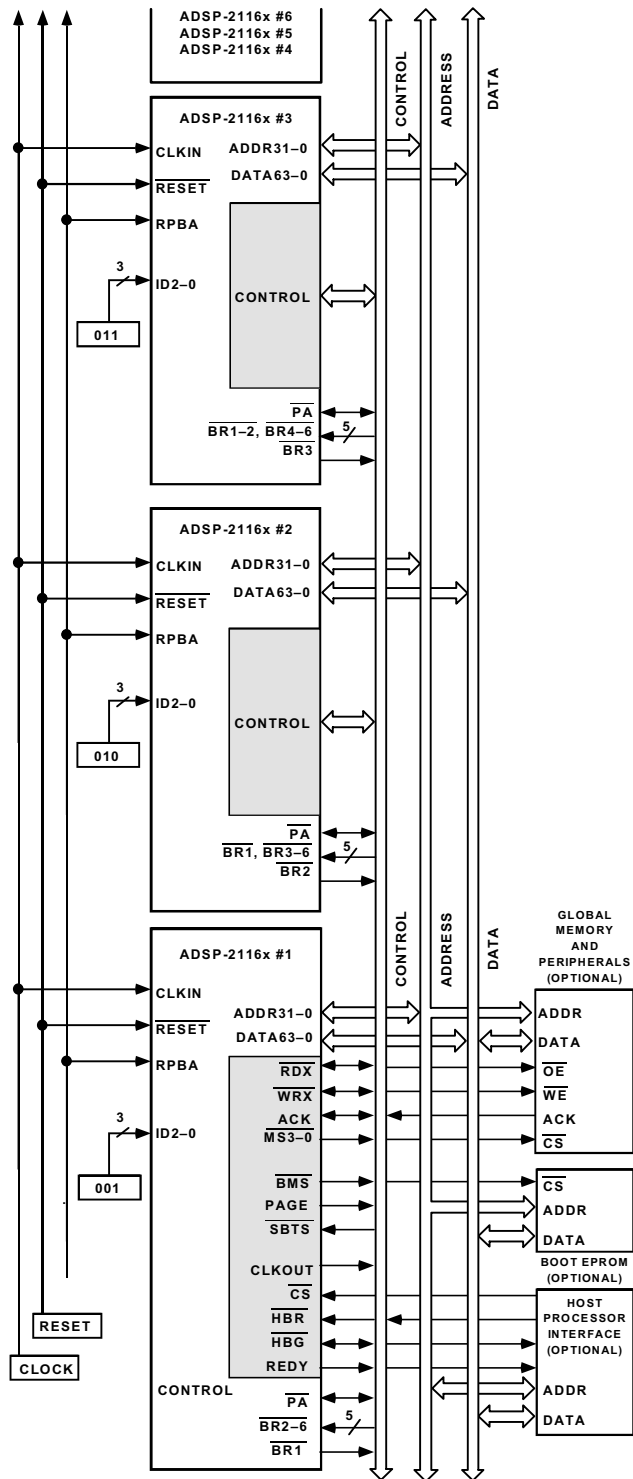 ADSP-2116x #6
ADSP-2116x #5
ADSP-2116x #4
CONTROL
ADDRESS
DATA
ADSP-2116x #3
CLKIN
ADDR31–0
RESET
DATA63–0
RPBA
3
ID2–0
CONTROL
011
PA
BR1–2, BR4–6
5
BR3
ADSP-2116x #2
CLKIN
ADDR31–0
RESET
DATA63–0
RPBA
3
ID2–0
CONTROL
010
PA
BR1, BR3–6
5
BR2
CONTROL
ADDRESS
DATA
GLOBAL
MEMORY
AND
PERIPHERALS
(OPTIONAL)
ADSP-2116x #1
CLKIN
ADDR31–0
ADDR
RESET
DATA63–0
DATA
RPBA
RDX
OE
WRX
WE
ACK
ACK
3
ID2–0
MS3–0
CS
001
BMS
CS
PAGE
ADDR
SBTS
DATA
BOOT EPROM
(OPTIONAL)
CLKOUT
CS
HOST
PROCESSOR
INTERFACE
(OPTIONAL)
RESET
HBR
HBG
CLOCK
REDY
CONTROL
ADDR
PA
DATA
BR2–6
5
BR1